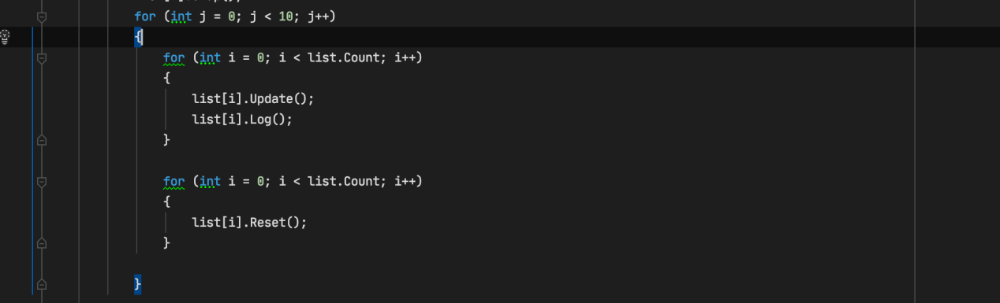 for (int j = 0; j < 10; j++)
{
for (int i = 0; i < list.Count; i++)
{
list[i].Update();
list[i].Log();
}
for (int i = 0; i < list.Count; i++)
{
list[i].Reset();
}
}